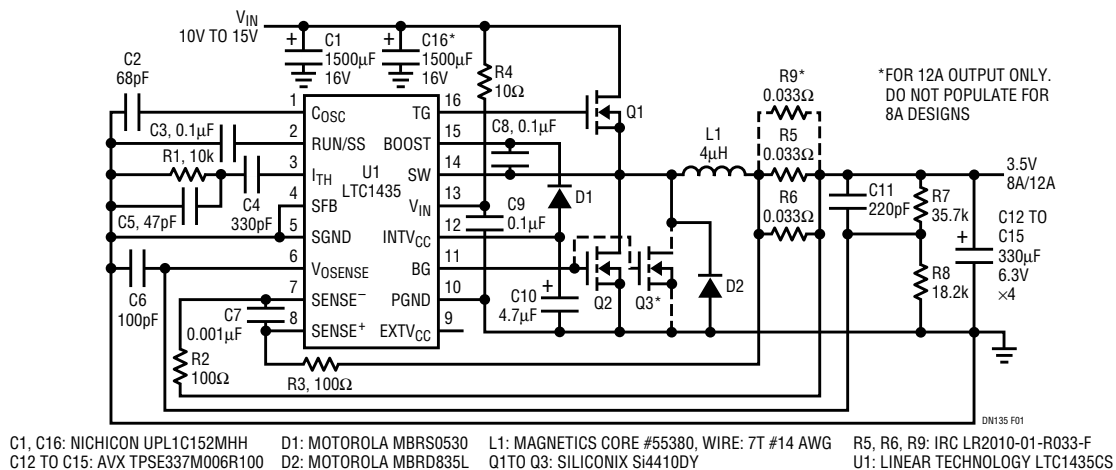 VIN
10V TO 15V
C2
68pF
+
C1
1500µF
16V
+
C16*
1500µF
16V
R4
10Ω
Q1
R9*
0.033Ω
R5
0.033Ω
R6
0.033Ω
*FOR 12A OUTPUT ONLY.
DO NOT POPULATE FOR
8A DESIGNS
C3, 0.1µF
R1, 10k
C5, 47pF
C4
330pF
C6
100pF
C7
0.001µF
R2
100Ω
R3, 100Ω
1
2
3
4
5
6
7
8
COSC
RUN/SS
ITH
SFB
SGND
VOSENSE
SENSE–
SENSE+
U1
LTC1435
TG
BOOST
SW
VIN
INTVCC
BG
PGND
EXTVCC
16
15
14
13
12
11
10
9
C8, 0.1µF
C9
0.1µF
D1
+
C10
4.7µF
Q2
Q3*
D2
L1
4µH
C11
220pF
R7
35.7k
R8
18.2k
3.5V
8A/12A
+
C12 TO
C15
330µF
6.3V
×4
DN135 F01
C1, C16: NICHICON UPL1C152MHH D1: MOTOROLA MBRS0530 L1: MAGNETICS CORE #55380, WIRE: 7T #14 AWG R5, R6, R9: IRC LR2010-01-R033-F
C12 TO C15: AVX TPSE337M006R100 D2: MOTOROLA MBRD835L Q1TO Q3: SILICONIX Si4410DY U1: LINEAR TECHNOLOGY LTC1435CS